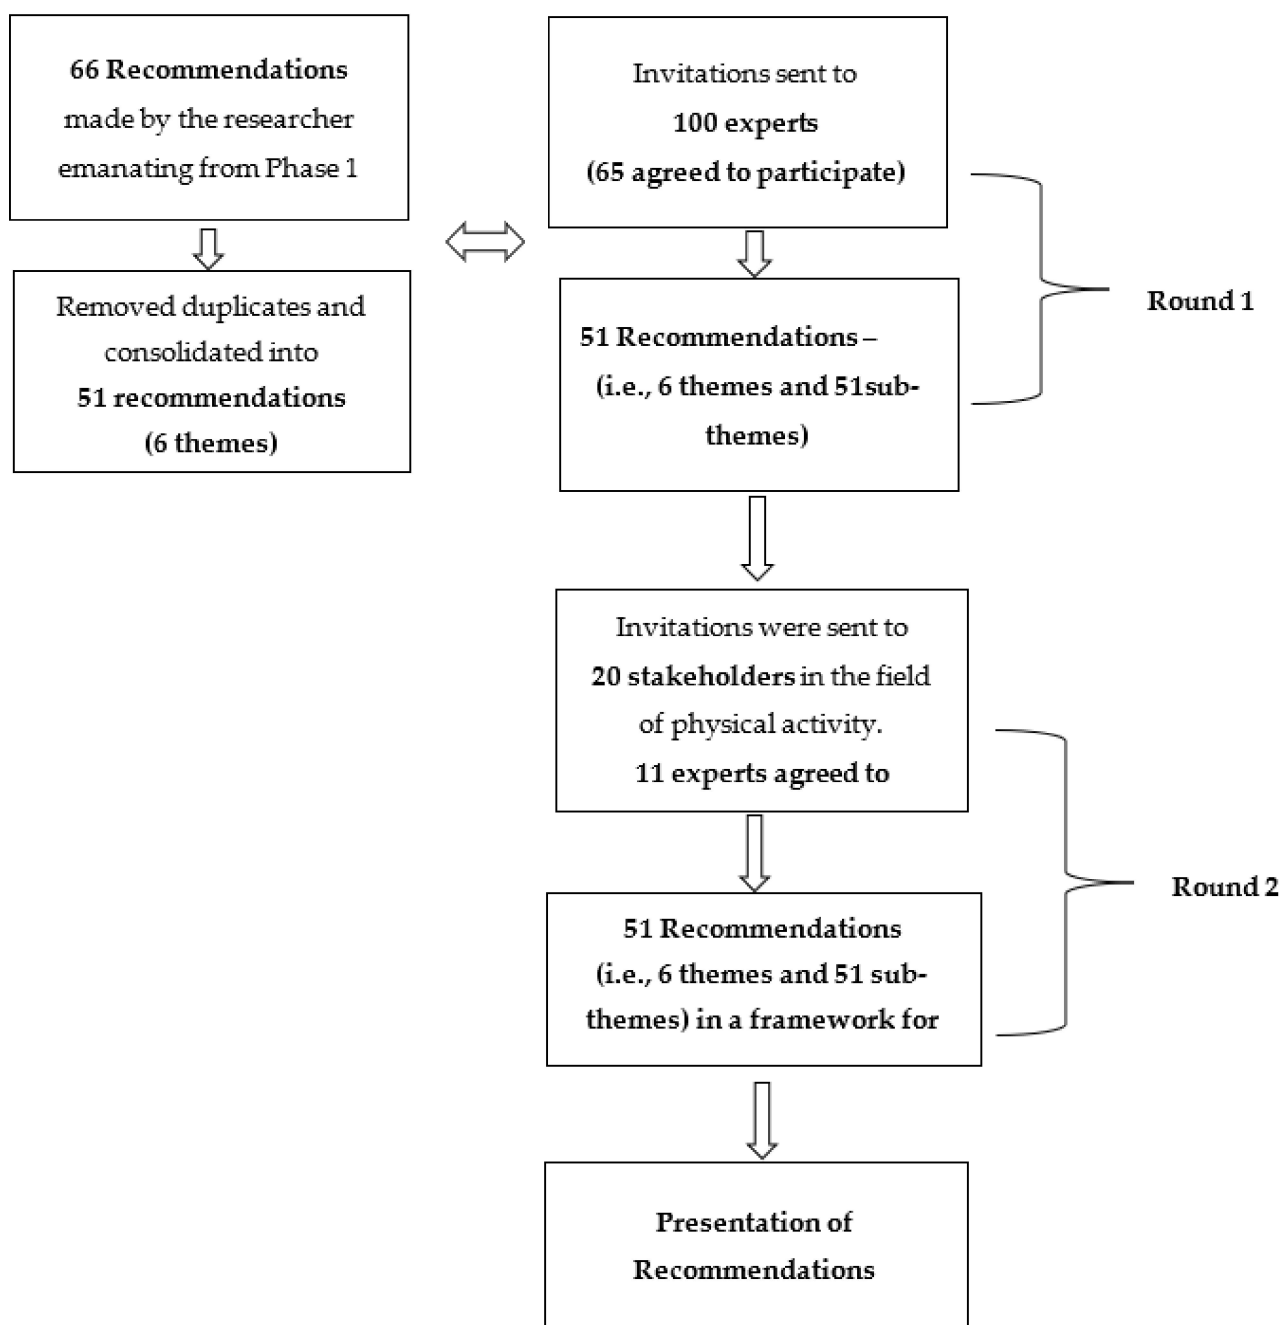 66 Recommendations
made by the researcher
emanating from Phase 1
Removed duplicates and
consolidated into
51 recommendations
(6 themes)
Invitations sent to
100 experts
(65 agreed to participate)
51 Recommendations –
(i.e., 6 themes and 51sub-
themes)
Round 1
Invitations were sent to
20 stakeholders in the field
of physical activity.
11 experts agreed to
51 Recommendations
(i.e., 6 themes and 51 sub-
themes) in a framework for
Round 2
Presentation of
Recommendations